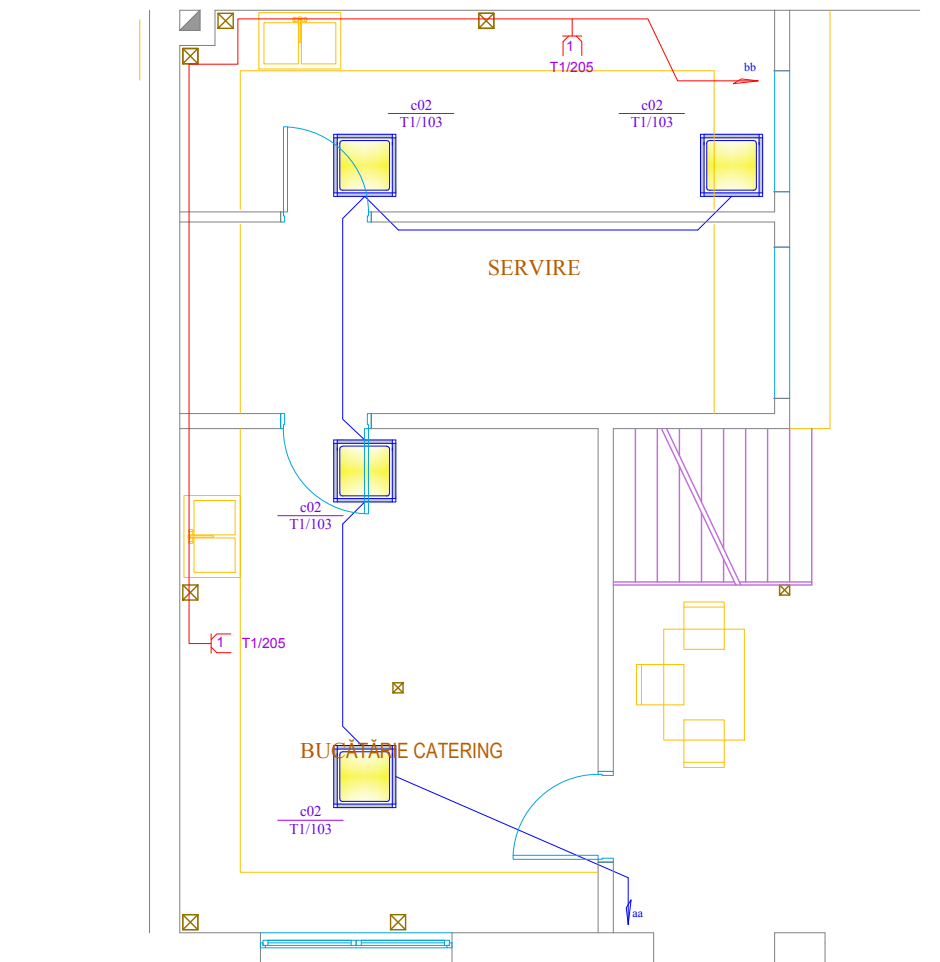 1
T1/205
bb
c02
T1/103
c02
T1/103
SERVIRE
c02
T1/103
1 T1/205
BUCĂTĂRIE CATERING
c02
T1/103
aa